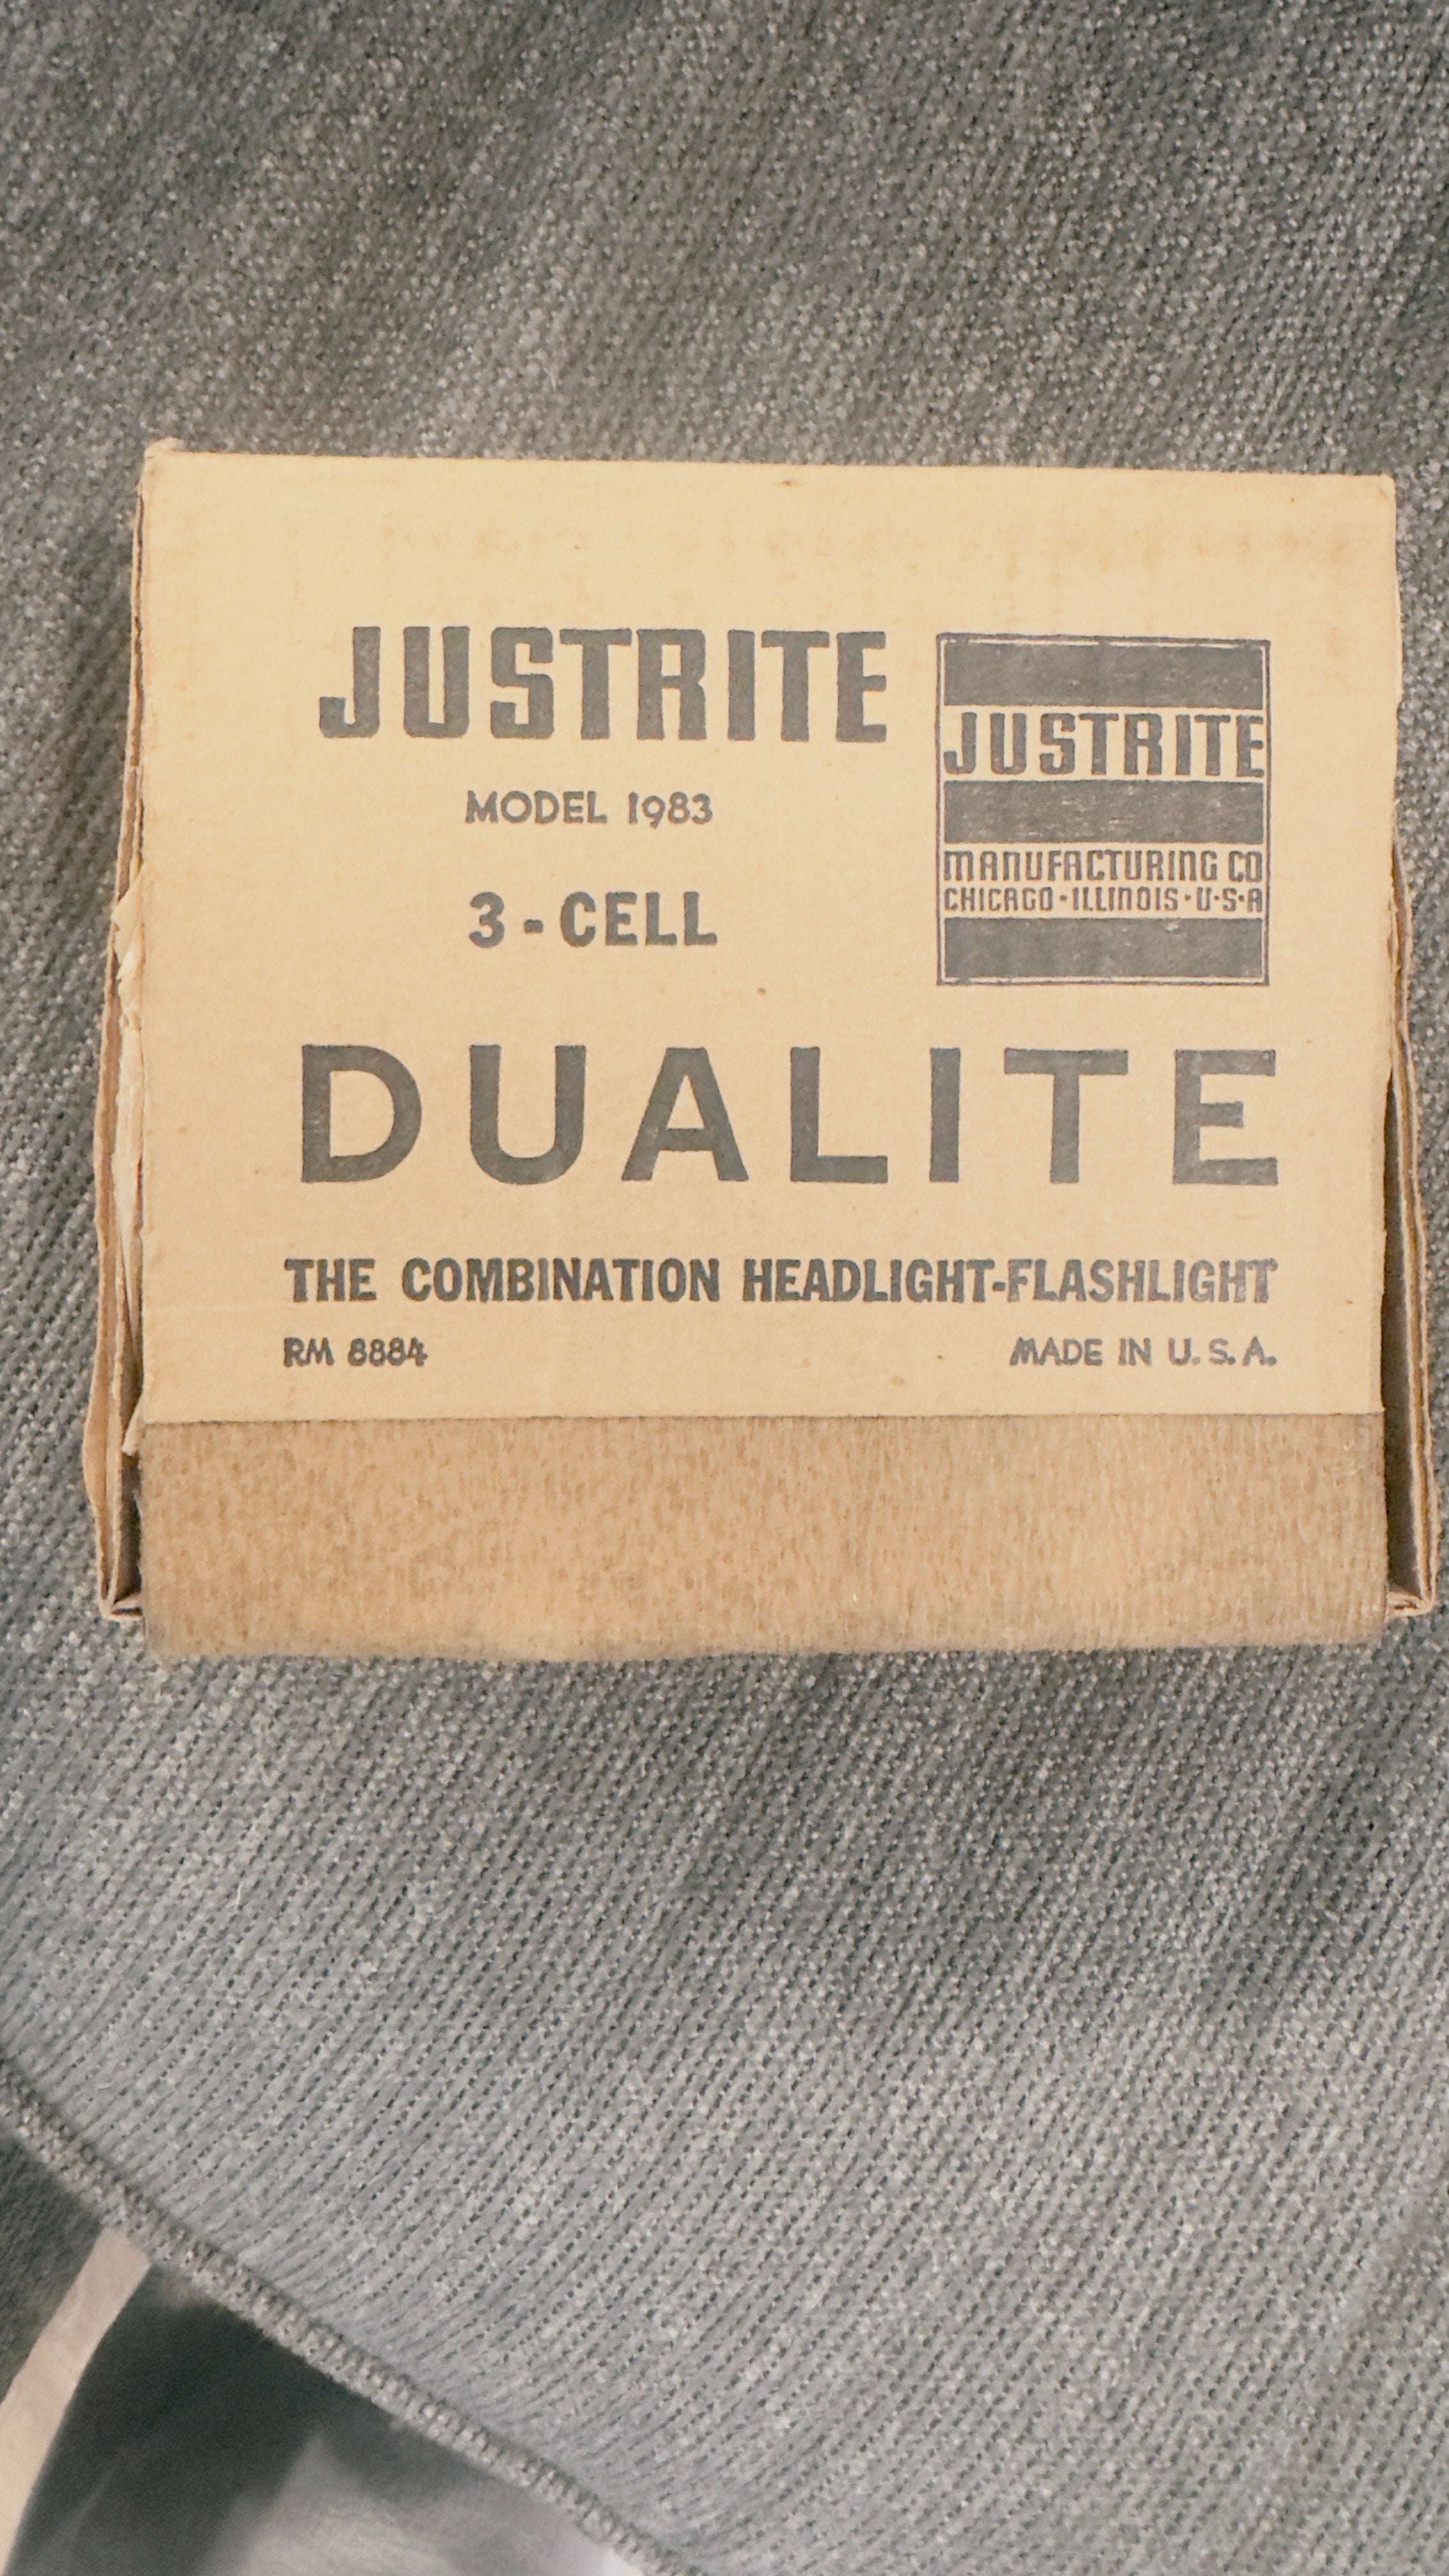 JUSTRITE
MODEL 1983
3-CELL
JUSTRITE
MANUFACTURING CO
CHICAGO·ILLINOIS·U·S·A
DUALITE
THE COMBINATION HEADLIGHT-FLASHLIGHT
RM 8884
MADE IN U.S.A.